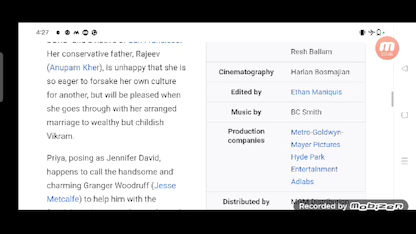 4:27
Her conservative father, Rajeev
(Anupam Kher), is unhappy that she is
so eager to forsake her own culture
for another, but will be pleased when
she goes through with her arranged
marriage to wealthy but childish
Vikram.
Priya, posing as Jennifer David,
happens to call the handsome and
charming Granger Woodruff (Jesse
Metcalfe) to help him with the
Resh Ballam
Cinematography Harlan Bosmajian
Edited by Ethan Maniquis
Music by BC Smith
Production companies Metro-Goldwyn-
Mayer Pictures
Hyde Park
Entertainment
Adlabs
Distributed by MGM Distribution
Recorded by mobizen